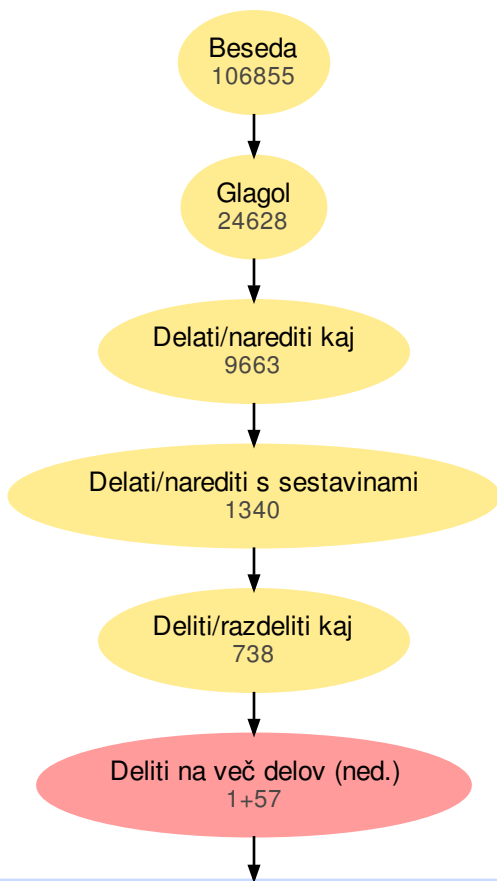 Beseda
106855
Glagol
24628
Delati/narediti kaj
9663
Delati/narediti s sestavinami
1340
Deliti/razdeliti kaj
738
Deliti na več delov (ned.)
1+57